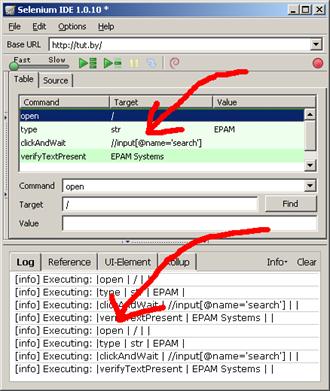 Selenium IDE 1.0.10 *
File Edit Options Help
Base URL http://tut.by/
Fast Slow
Table Source
Command Target Value
open /
type str EPAM
clickAndWait //input[@name='search']
verifyTextPresent EPAM Systems
Command open
Target / Find
Value
Log Reference UI-Element Rollup Info Clear
[info] Executing: |open | / | |
[info] Executing: |type | str | EPAM |
[info] Executing: |clickAndWait | //input[@name='search'] | |
[info] Executing: |verifyTextPresent | EPAM Systems | |
[info] Executing: |open | / | |
[info] Executing: |type | str | EPAM |
[info] Executing: |clickAndWait | //input[@name='search'] | |
[info] Executing: |verifyTextPresent | EPAM Systems | |